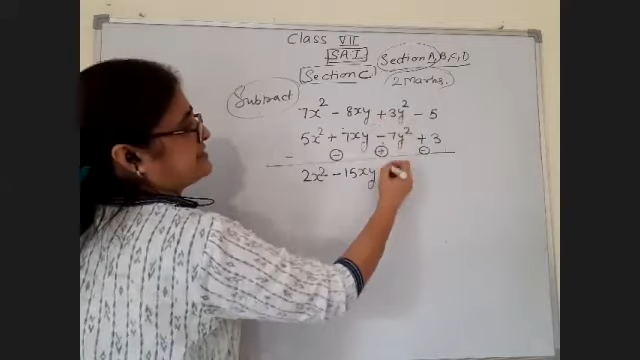 Class VII
SA I
Section A, B, C, D
Section C
2 Marks.
Subtract
7x² - 8xy + 3y² - 5
5x² + 7xy - 7y² + 3
- ⊖ ⊕ ⊖
2x² - 15xy